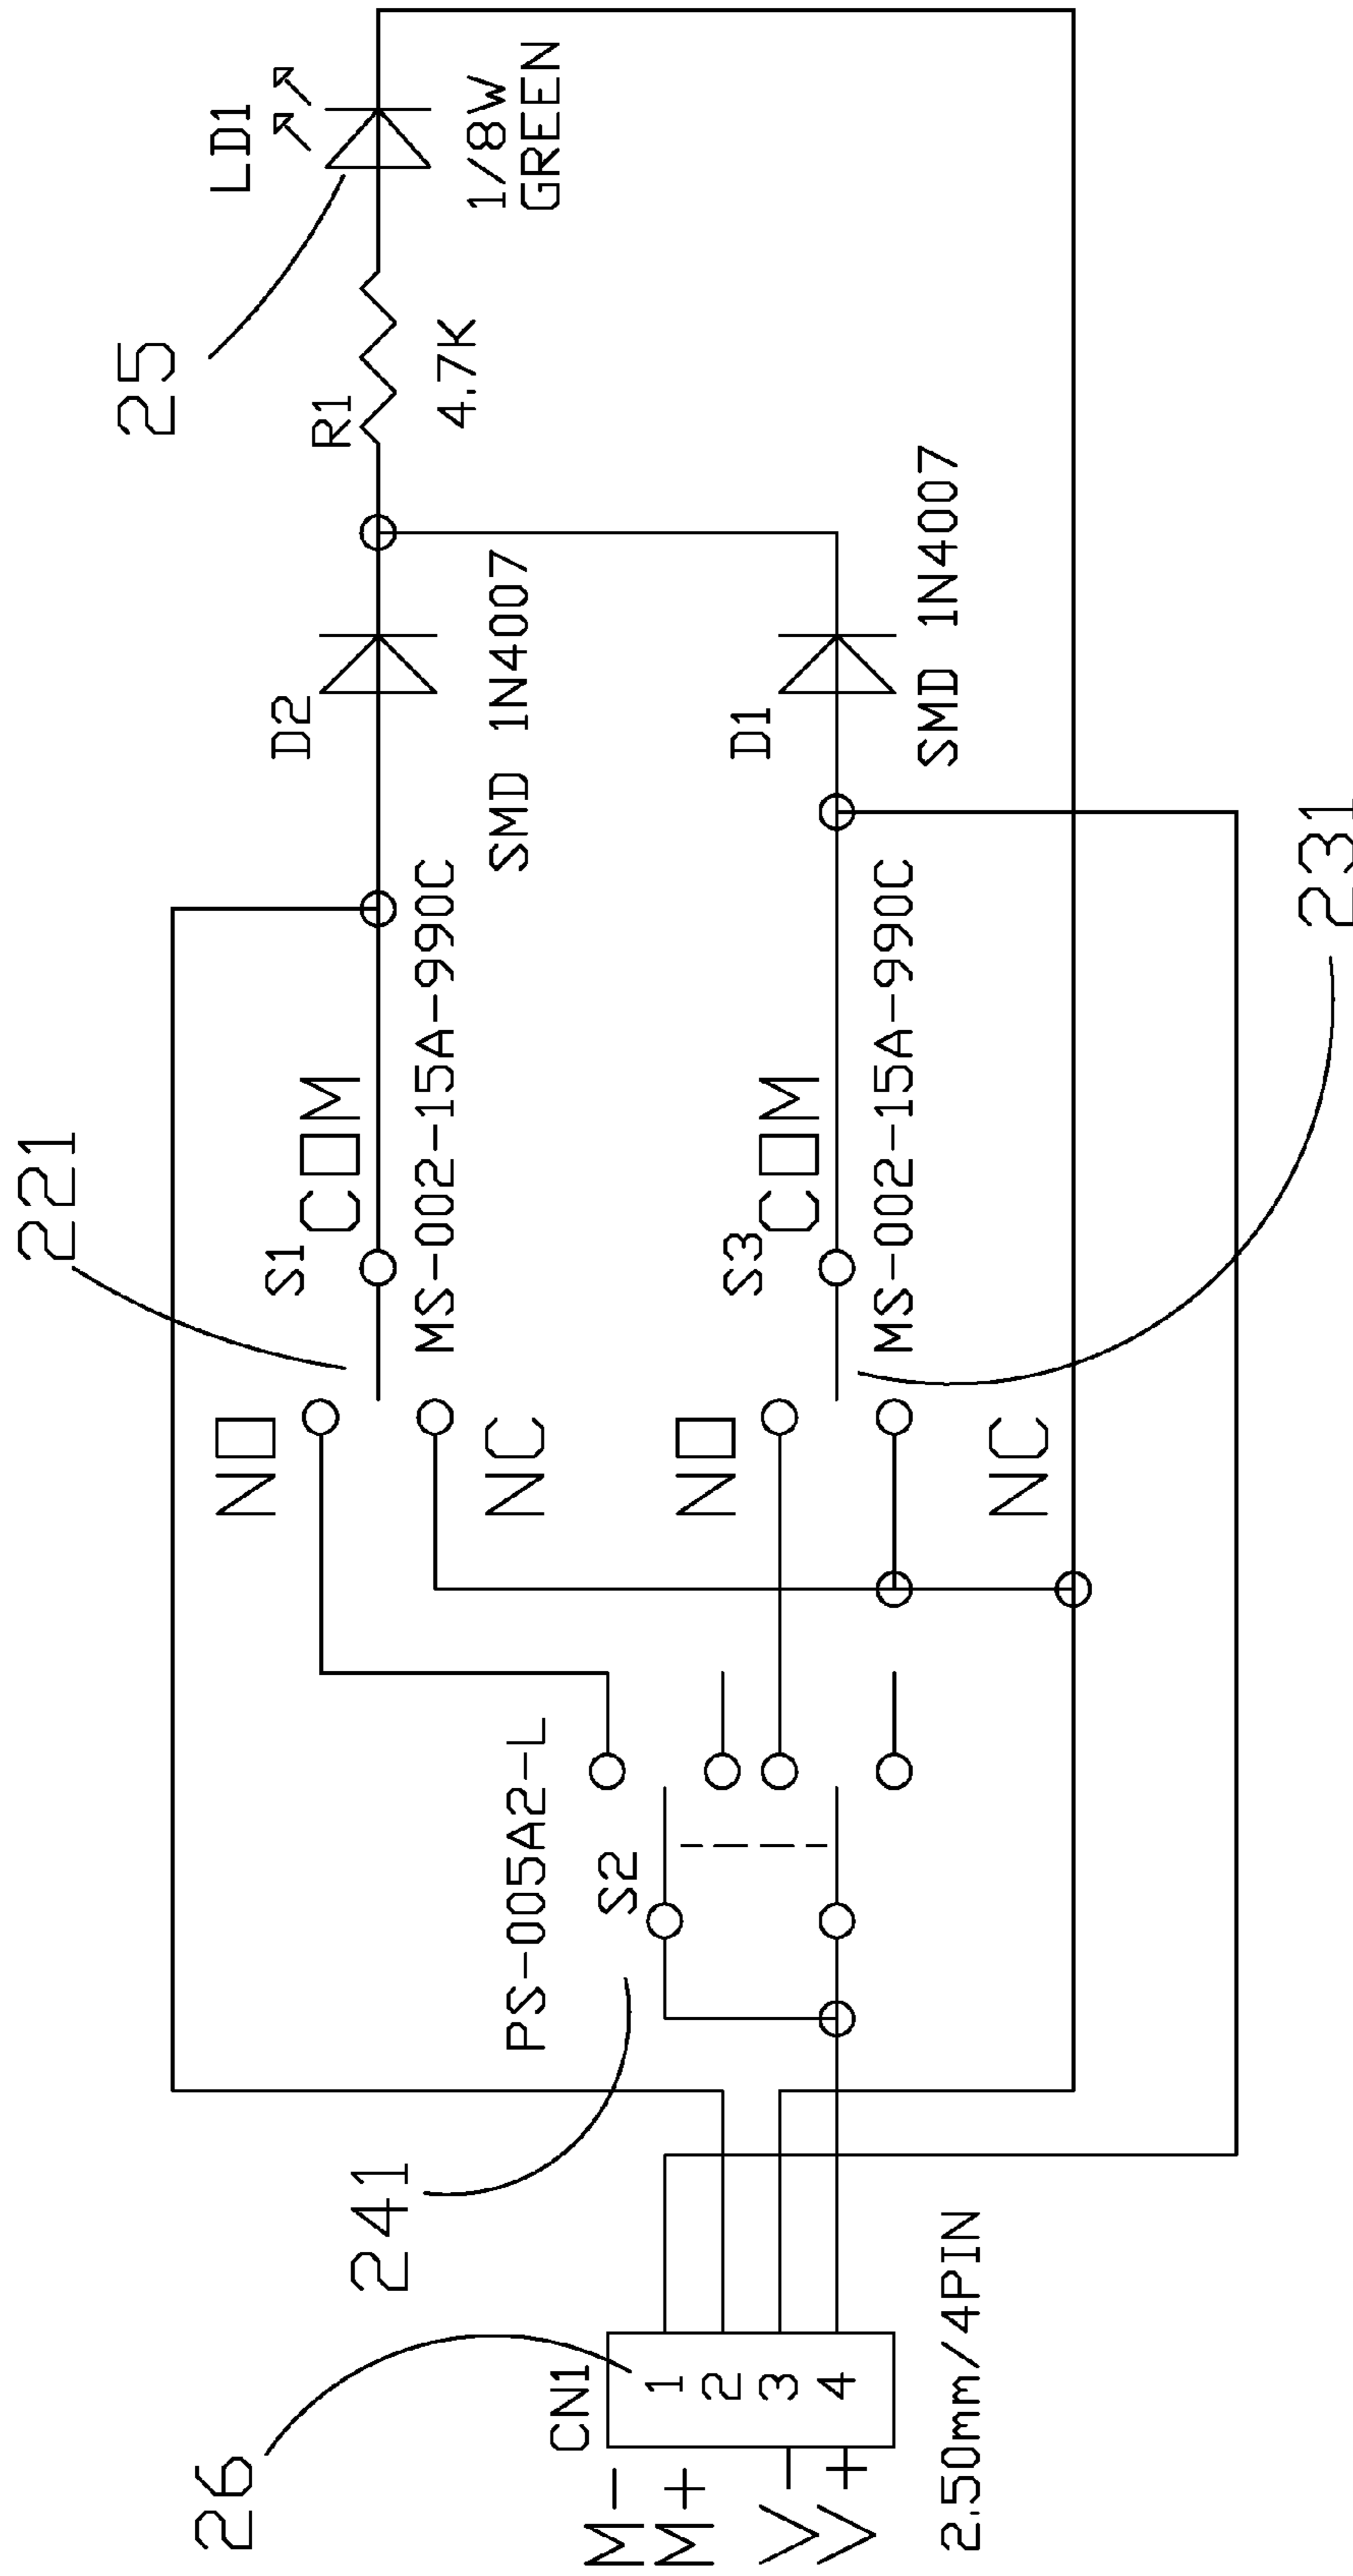 26
CN1
M-
M+
V-
V+
1
2
3
4
2.50mm/4PIN
241
PS-005A2-L
S2
NO
NC
NO
NC
221
S1
COM
MS-002-15A-990C
S3
COM
MS-002-15A-990C
231
D2
SMD 1N4007
D1
SMD 1N4007
25
R1
4.7K
LD1
1/8W
GREEN